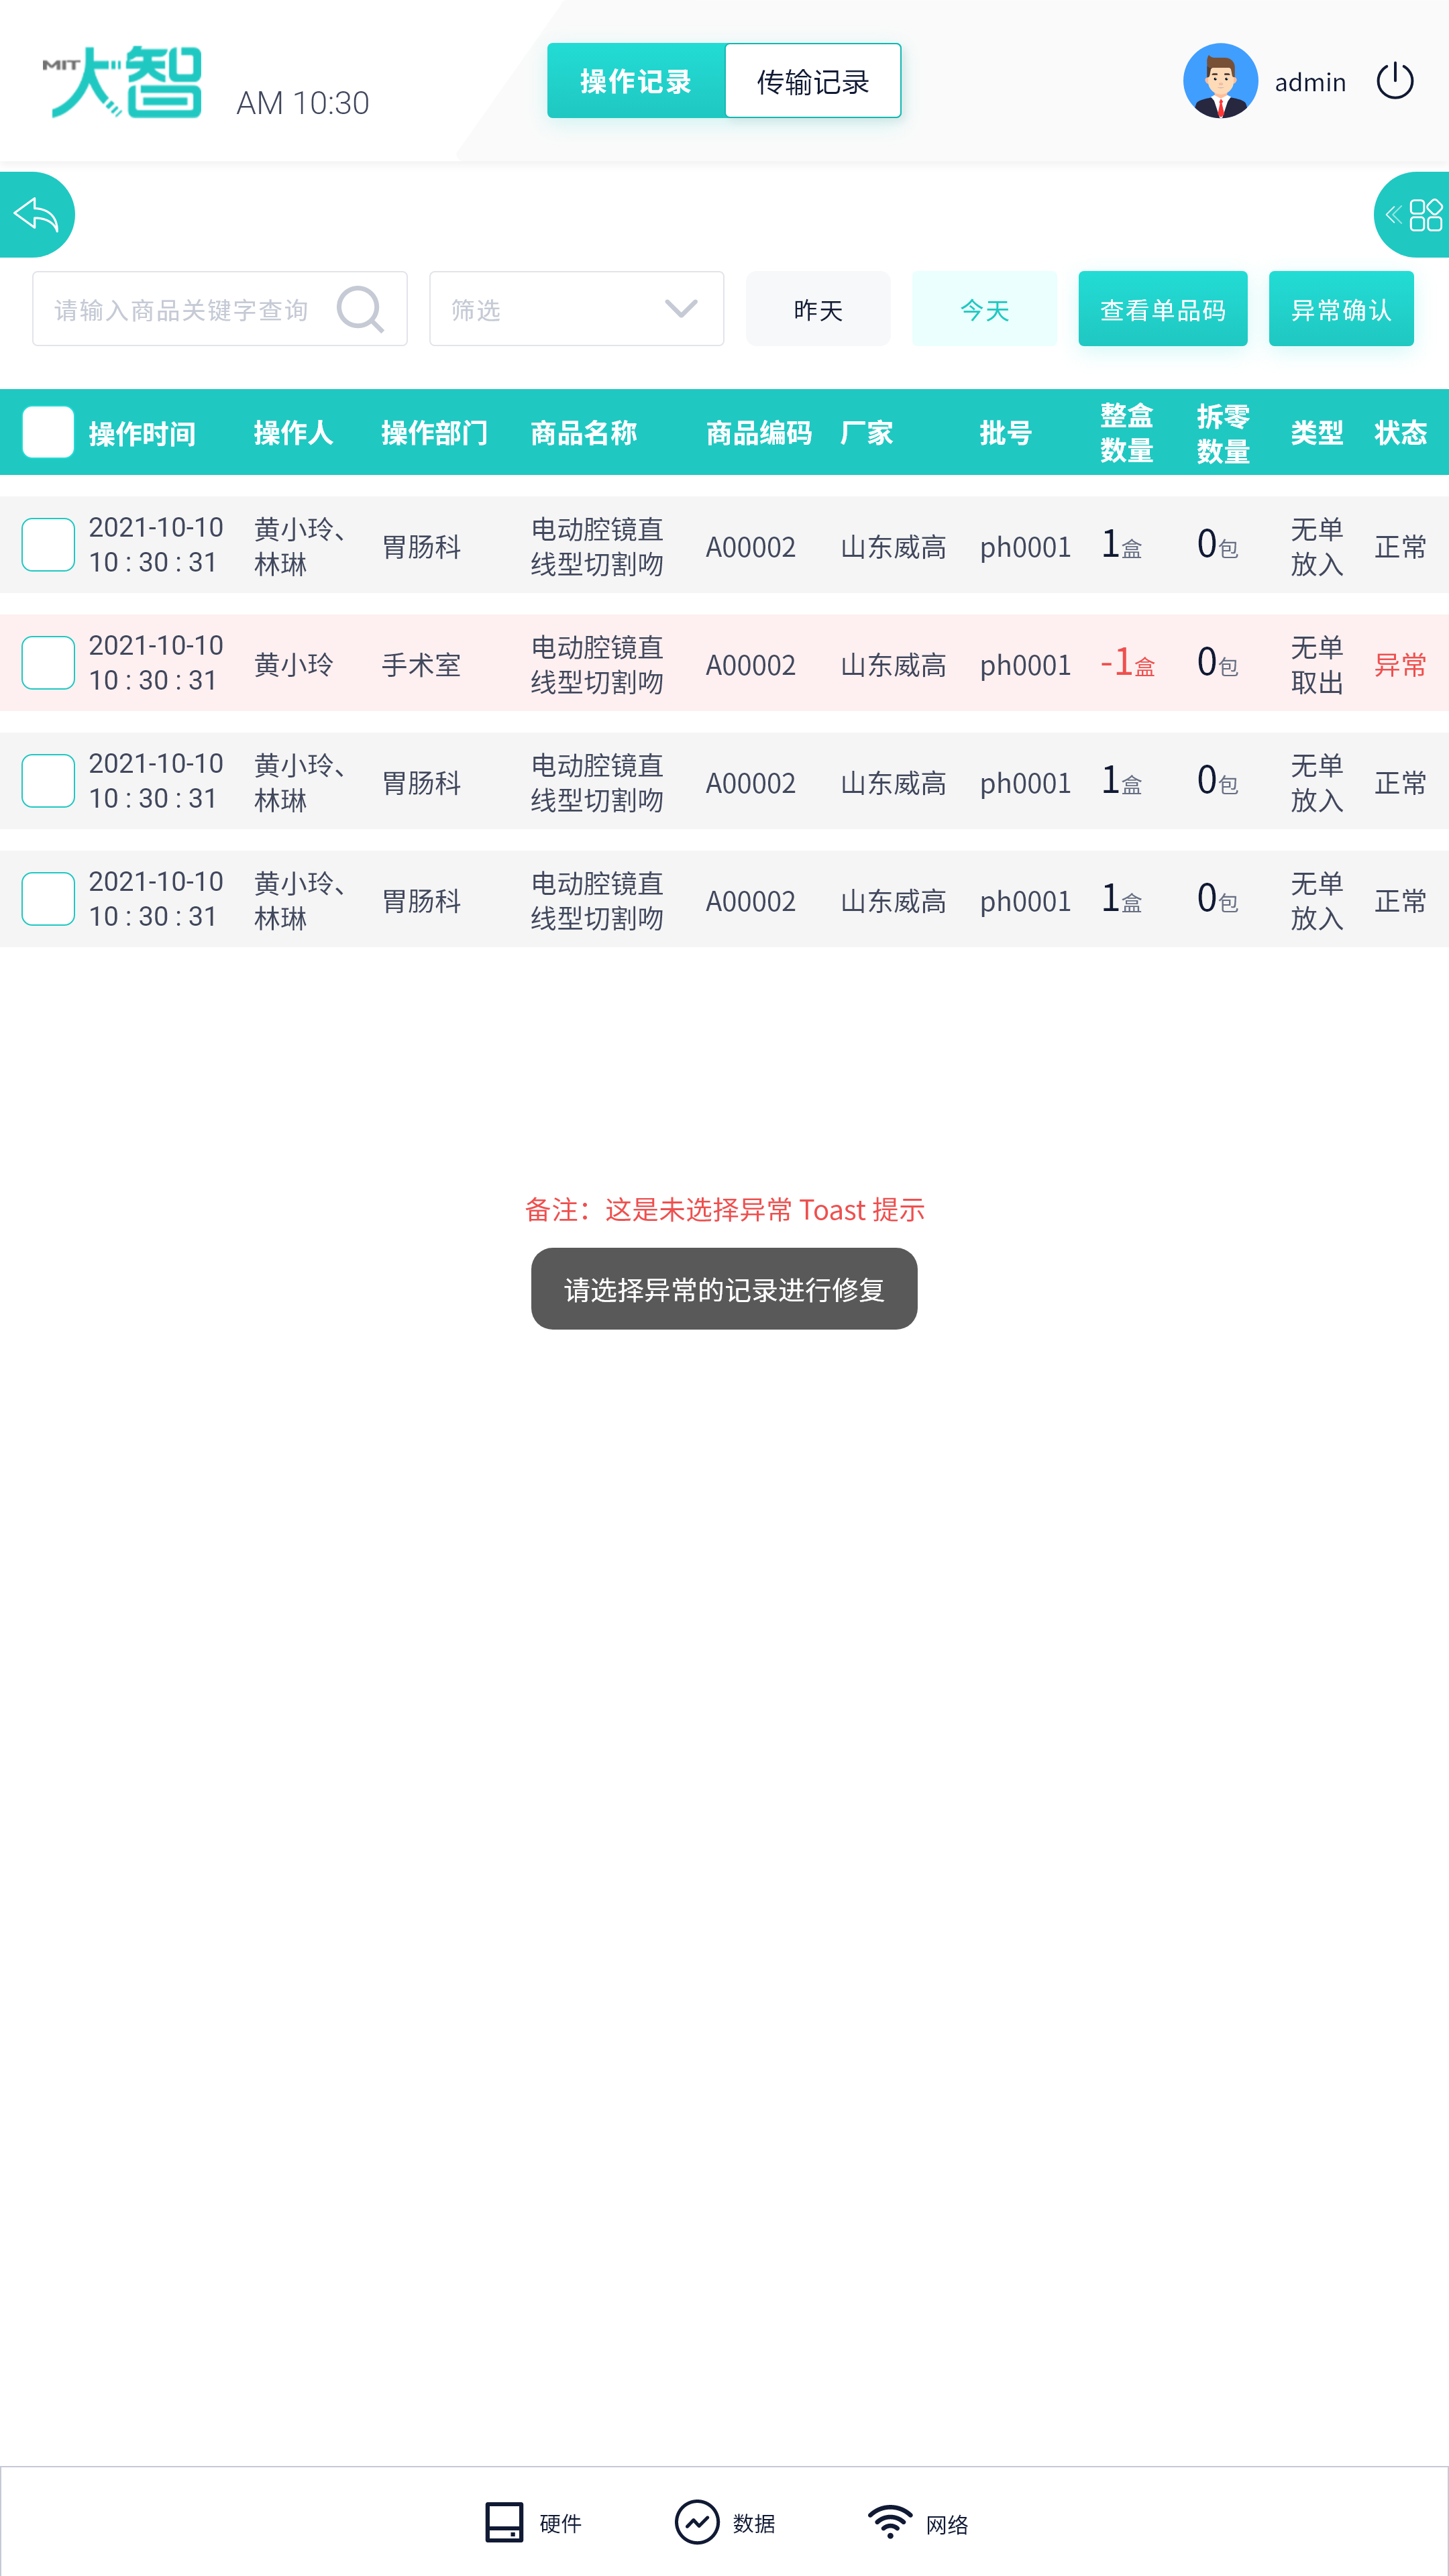 MIT大智
AM 10:30
操作记录
传输记录
admin
请输入商品关键字查询
筛选
昨天
今天
查看单品码
异常确认
操作时间 操作人 操作部门 商品名称 商品编码 厂家 批号 整盒 拆零 类型 状态
数量 数量
2021-10-10 黄小玲、 电动腔镜直 无单
胃肠科 A00002 山东威高 ph0001 1盒 0包 正常
10 : 30 : 31 林琳 线型切割吻 放入
2021-10-10 电动腔镜直 无单
黄小玲 手术室 A00002 山东威高 ph0001 -1盒 0包 异常
10 : 30 : 31 线型切割吻 取出
2021-10-10 黄小玲、 电动腔镜直 无单
胃肠科 A00002 山东威高 ph0001 1盒 0包 正常
10 : 30 : 31 林琳 线型切割吻 放入
2021-10-10 黄小玲、 电动腔镜直 无单
胃肠科 A00002 山东威高 ph0001 1盒 0包 正常
10 : 30 : 31 林琳 线型切割吻 放入
备注：这是未选择异常 Toast 提示
请选择异常的记录进行修复
硬件
数据
网络